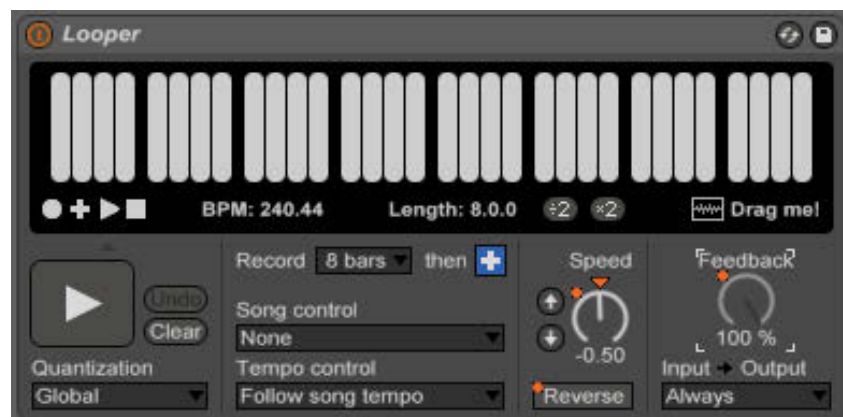 Looper
BPM: 240.44 Length: 8.0.0 ÷2 ×2 Drag me!
Record 8 bars then Speed Feedback
Undo
Song control
Clear None
-0.50 100 %
Quantization Tempo control Input → Output
Global Follow song tempo Reverse Always